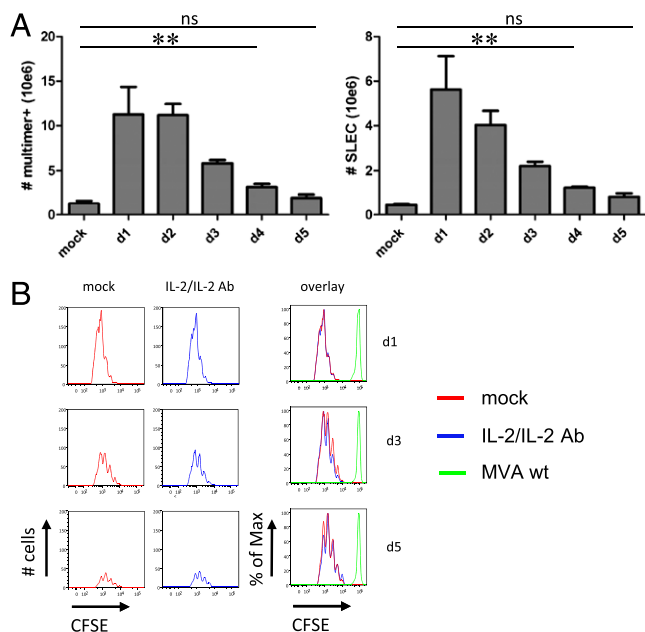 A
ns
**
# multimer+ (10e6)
20
15
10
5
0
mock
d1
d2
d3
d4
d5
ns
**
# SLEC (10e6)
8
6
4
2
0
mock
d1
d2
d3
d4
d5
B
mock
IL-2/IL-2 Ab
overlay
d1
d3
d5
mock
IL-2/IL-2 Ab
MVA wt
# cells
% of Max
CFSE
CFSE